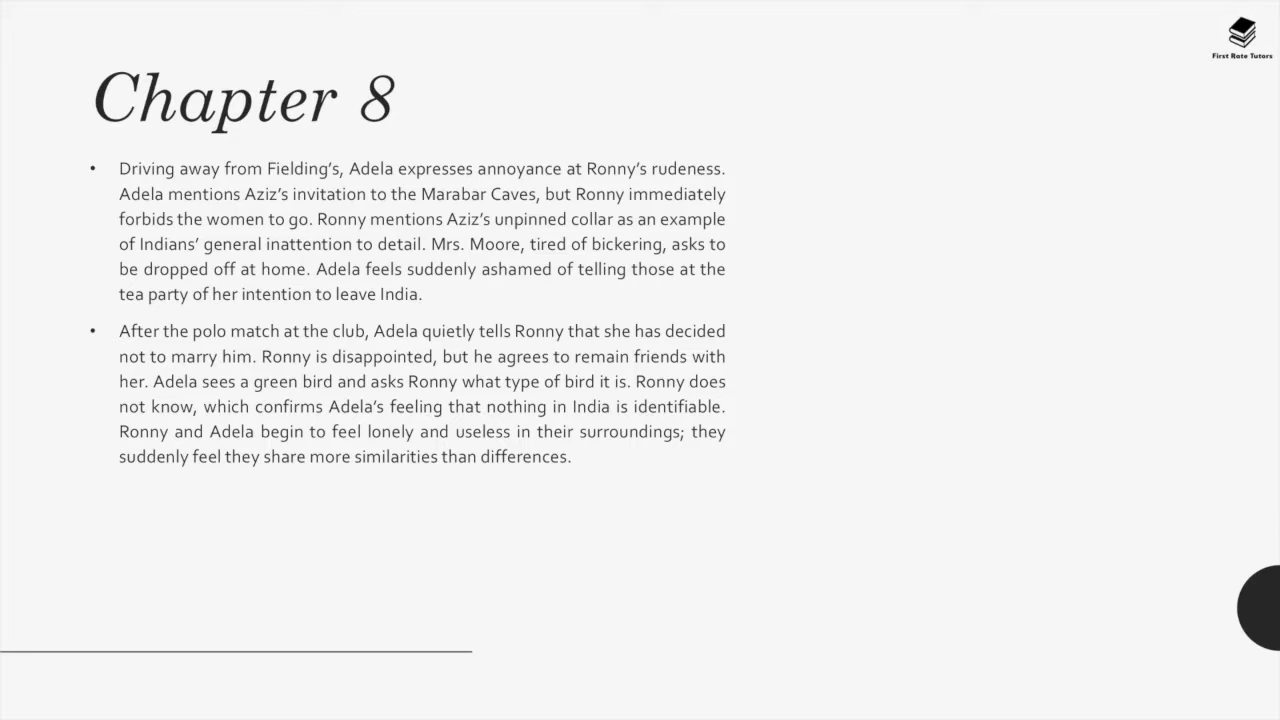 First Rate Tutors
Chapter 8
• Driving away from Fielding’s, Adela expresses annoyance at Ronny’s rudeness.
Adela mentions Aziz’s invitation to the Marabar Caves, but Ronny immediately
forbids the women to go. Ronny mentions Aziz’s unpinned collar as an example
of Indians’ general inattention to detail. Mrs. Moore, tired of bickering, asks to
be dropped off at home. Adela feels suddenly ashamed of telling those at the
tea party of her intention to leave India.
• After the polo match at the club, Adela quietly tells Ronny that she has decided
not to marry him. Ronny is disappointed, but he agrees to remain friends with
her. Adela sees a green bird and asks Ronny what type of bird it is. Ronny does
not know, which confirms Adela’s feeling that nothing in India is identifiable.
Ronny and Adela begin to feel lonely and useless in their surroundings; they
suddenly feel they share more similarities than differences.